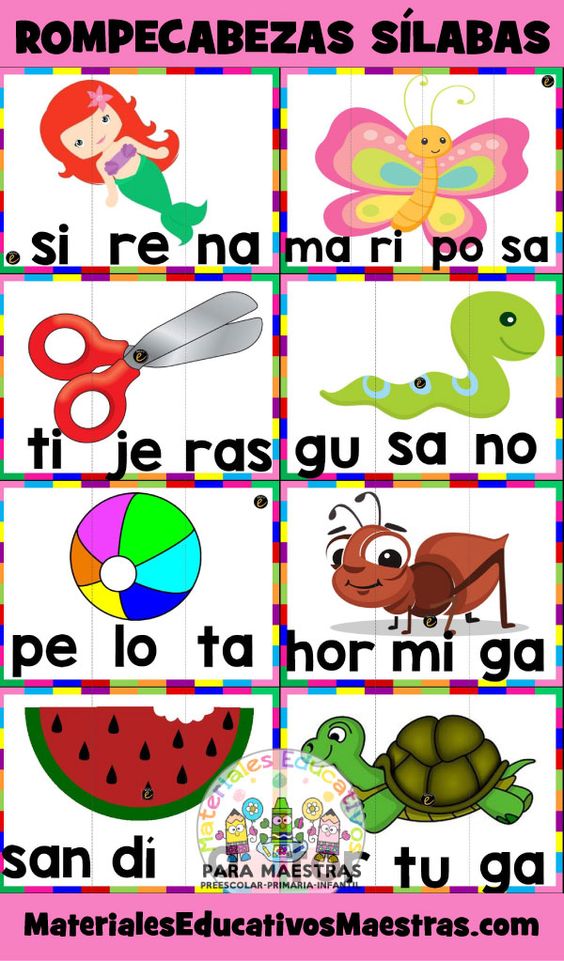 ROMPECABEZAS SÍLABAS
si re na
ma ri po sa
ti je ras
gu sa no
pe lo ta
hor mi ga
san dí
tu ga
Materiales Educativos
PARA MAESTRAS
PREESCOLAR-PRIMARIA-INFANTIL
MaterialesEducativosMaestras.com